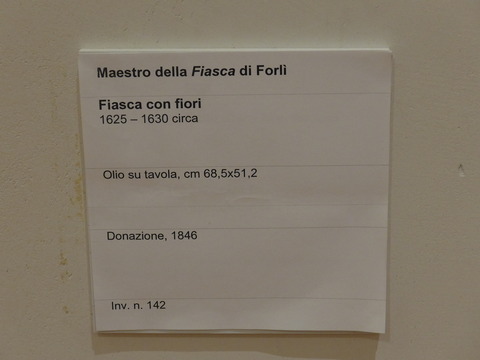 Maestro della Fiasca di Forlì
Fiasca con fiori
1625 – 1630 circa
Olio su tavola, cm 68,5x51,2
Donazione, 1846
Inv. n. 142